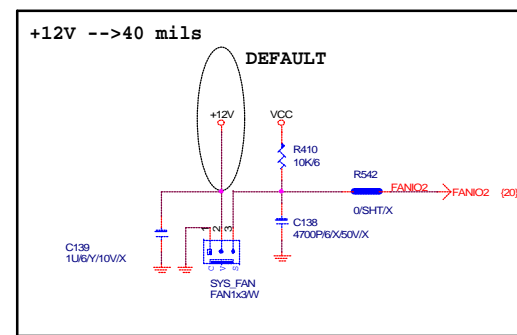 +12V -->40 mils
DEFAULT
+12V
VCC
R410
10K/6
R542
FANIO2
FANIO2 {20}
0/SHT/X
C138
4700P/6/X/50V/X
C139
1U/6/Y/10V/X
1
2
3
C
V
S
SYS_FAN
FAN1x3/W